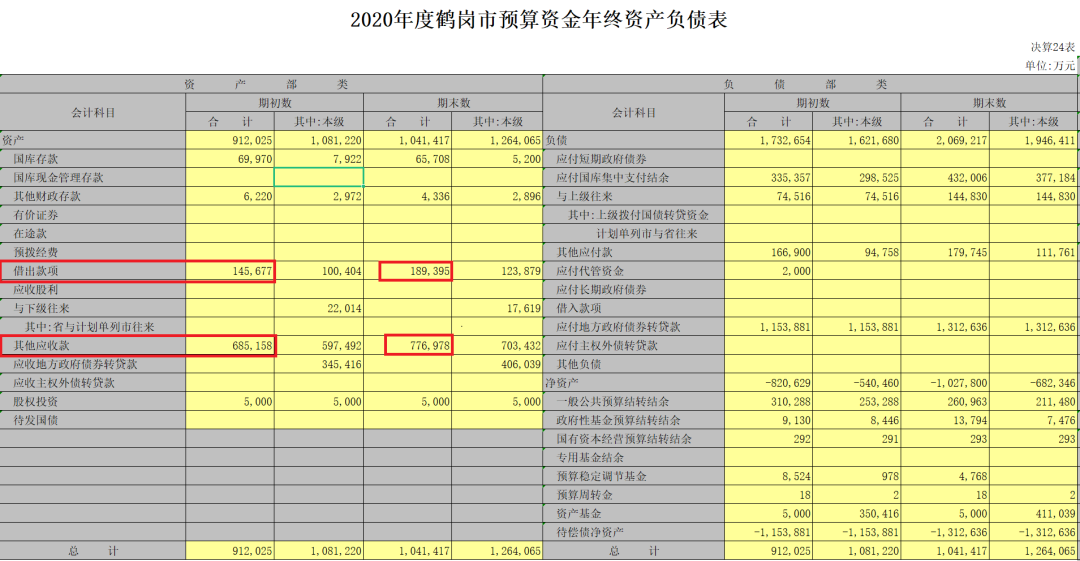 2020年度鹤岗市预算资金年终资产负债表
决算24表
单位:万元
资 产 部 类 负 债 部 类
会计科目 期初数 期末数 会计科目 期初数 期末数
合 计 其中:本级 合 计 其中:本级 合 计 其中:本级 合 计 其中:本级
资产 912,025 1,081,220 1,041,417 1,264,065 负债 1,732,654 1,621,680 2,069,217 1,946,411
国库存款 69,970 7,922 65,708 5,200 应付短期政府债券
国库现金管理存款 应付国库集中支付结余 335,357 298,525 432,006 377,184
其他财政存款 6,220 2,972 4,336 2,896 与上级往来 74,516 74,516 144,830 144,830
有价证券 其中:上级拨付国债转贷资金
在途款 计划单列市与省往来
预拨经费 其他应付款 166,900 94,758 179,745 111,761
借出款项 145,677 100,404 189,395 123,879 应付代管资金 2,000
应收股利 应付长期政府债券
与下级往来 22,014 17,619 借入款项
其中:省与计划单列市往来 应付地方政府债券转贷款 1,153,881 1,153,881 1,312,636 1,312,636
其他应收款 685,158 597,492 776,978 703,432 应付主权外债转贷款
应收地方政府债券转贷款 345,416 406,039 其他负债
应收主权外债转贷款 净资产 -820,629 -540,460 -1,027,800 -682,346
股权投资 5,000 5,000 5,000 5,000 一般公共预算结转结余 310,288 253,288 260,963 211,480
待发国债 政府性基金预算结转结余 9,130 8,446 13,794 7,476
国有资本经营预算结转结余 292 291 293 293
专用基金结余
预算稳定调节基金 8,524 978 4,768
预算周转金 18 2 18 2
资产基金 5,000 350,416 5,000 411,039
待偿债净资产 -1,153,881 -1,153,881 -1,312,636 -1,312,636
总 计 912,025 1,081,220 1,041,417 1,264,065 总 计 912,025 1,081,220 1,041,417 1,264,065